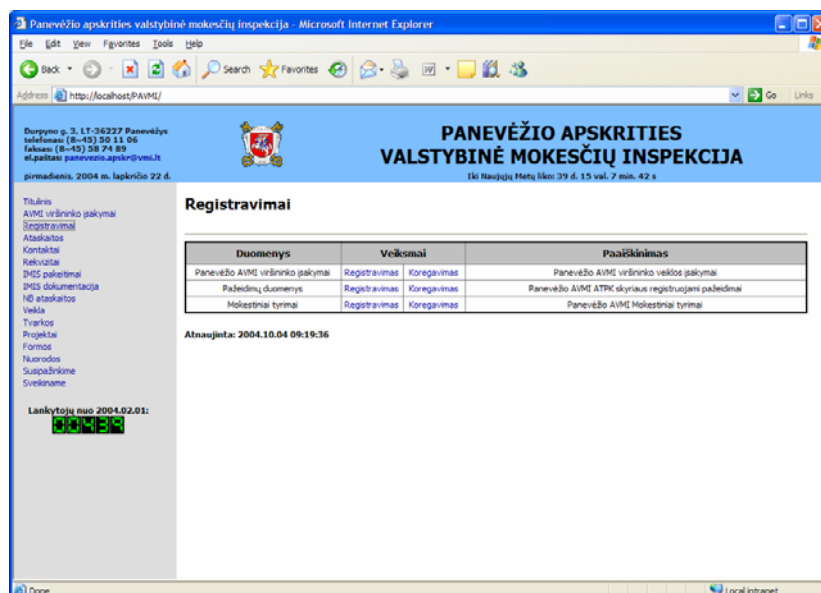 Panevėžio apskrities valstybinė mokesčių inspekcija - Microsoft Internet Explorer
File Edit View Favorites Tools Help
Back Search Favorites
Address http://localhost/PAVMI/ Go Links
Durpyno g. 3. LT-36227 Panevėžys
telefonas: (8~45) 50 11 06
faksas: (8~45) 58 74 89
el.paštas: panevezio.apskr@vmi.lt
pirmadienis, 2004 m. lapkričio 22 d.
PANEVĖŽIO APSKRITIES
VALSTYBINĖ MOKESČIŲ INSPEKCIJA
Iki Naujųjų Metų liko: 39 d. 15 val. 7 min. 42 s
Titulinis
AVMI viršininko įsakymai
Registravimai
Ataskaitos
Kontaktai
Rekvizitai
IMIS pakeitimai
IMIS dokumentacija
NB ataskaitos
Veikla
Tvarkos
Projektai
Formos
Nuorodos
Susipažinkime
Sveikiname
Lankytojų nuo 2004.02.01:
00439
Registravimai
Duomenys Veiksmai Paaiškinimas
Panevėžio AVMI viršininko įsakymai Registravimas Koregavimas Panevėžio AVMI viršininko veiklos įsakymai
Pažeidimų duomenys Registravimas Koregavimas Panevėžio AVMI ATPK skyriaus registruojami pažeidimai
Mokestiniai tyrimai Registravimas Koregavimas Panevėžio AVMI Mokestiniai tyrimai
Atnaujinta: 2004.10.04 09:19:36
Done Local intranet